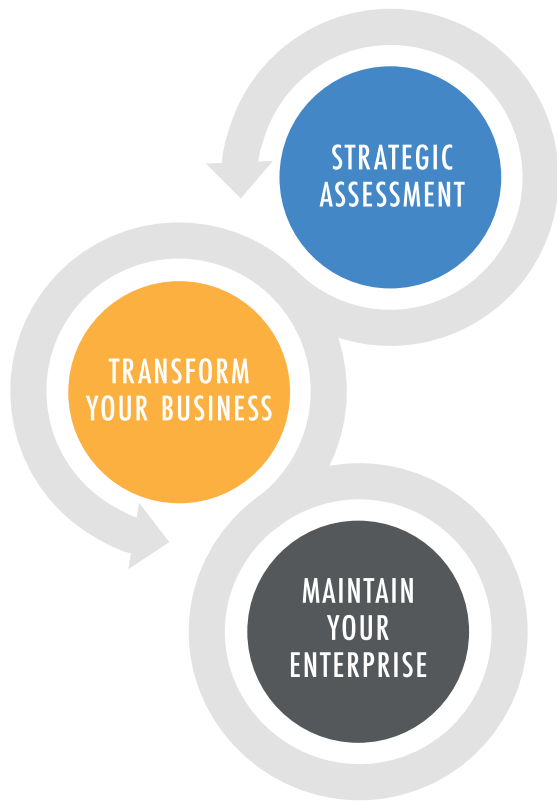 STRATEGIC
ASSESSMENT
TRANSFORM
YOUR BUSINESS
MAINTAIN
YOUR
ENTERPRISE